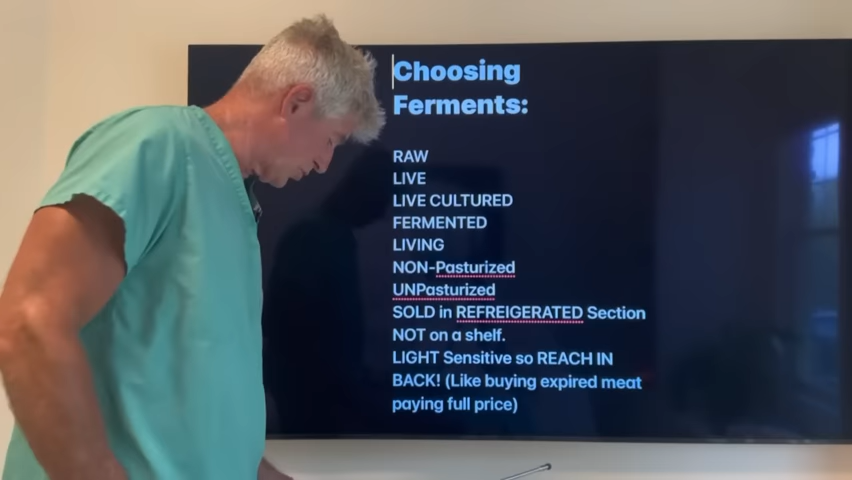 Choosing
Ferments:
RAW
LIVE
LIVE CULTURED
FERMENTED
LIVING
NON-Pasturized
UNPasturized
SOLD in REFREIGERATED Section
NOT on a shelf.
LIGHT Sensitive so REACH IN
BACK! (Like buying expired meat
paying full price)